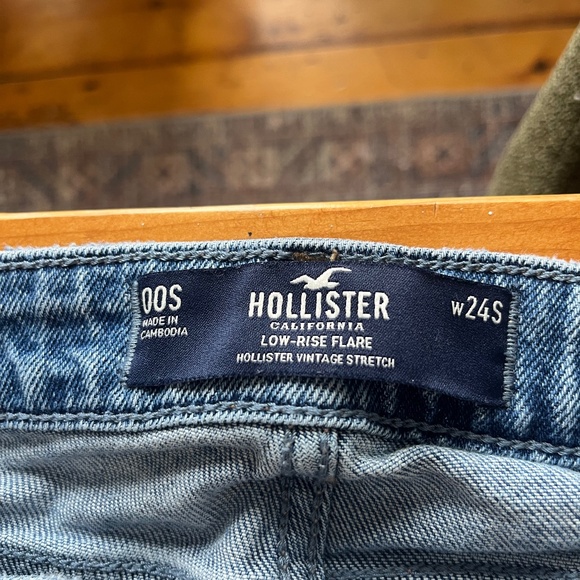 00S
MADE IN
CAMBODIA
HOLLISTER
CALIFORNIA
LOW-RISE FLARE
HOLLISTER VINTAGE STRETCH
W24S